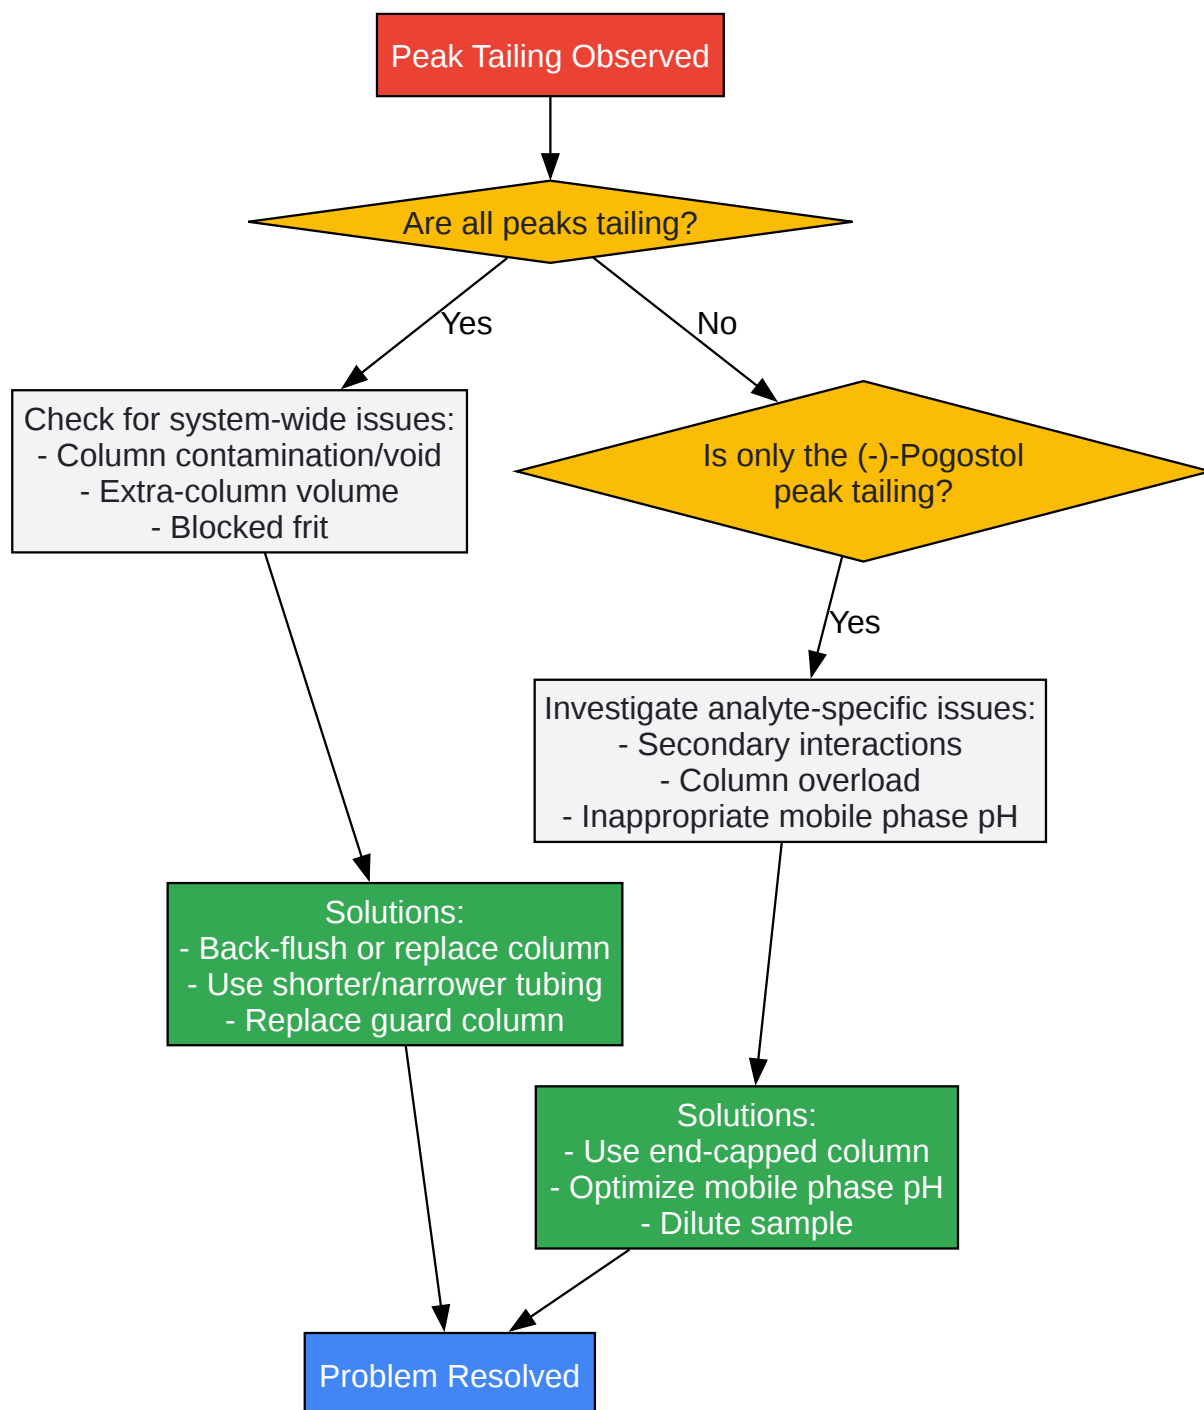 Peak Tailing Observed
Are all peaks tailing?
Yes
No
Check for system-wide issues:
- Column contamination/void
- Extra-column volume
- Blocked frit
Is only the (-)-Pogostol
peak tailing?
Yes
Investigate analyte-specific issues:
- Secondary interactions
- Column overload
- Inappropriate mobile phase pH
Solutions:
- Back-flush or replace column
- Use shorter/narrower tubing
- Replace guard column
Solutions:
- Use end-capped column
- Optimize mobile phase pH
- Dilute sample
Problem Resolved